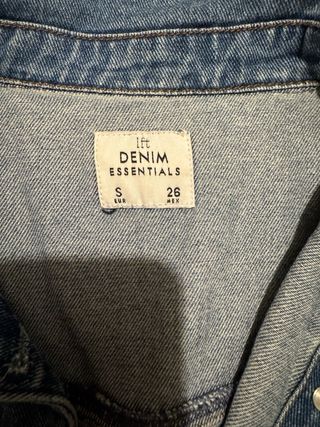 lft
DENIM
ESSENTIALS
S 26
EUR MEX